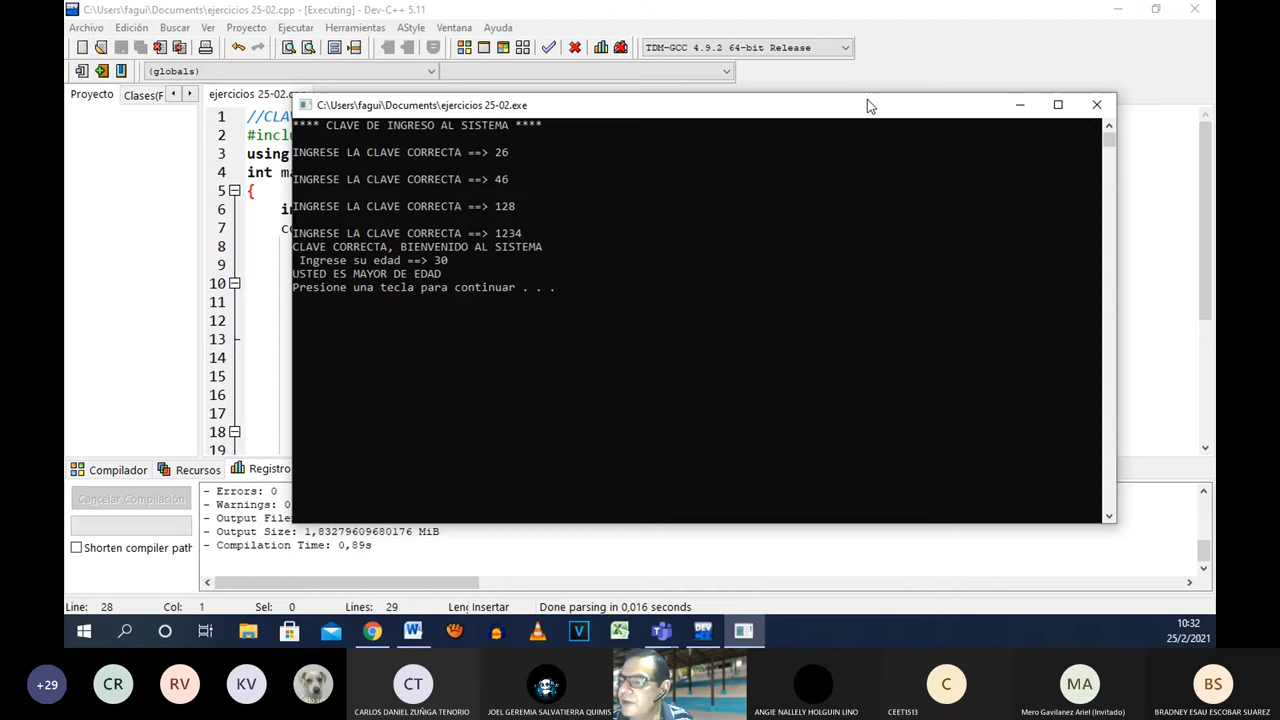 C:\Users\fagui\Documents\ejercicios 25-02.cpp - [Executing] - Dev-C++ 5.11
Archivo Edición Buscar Ver Proyecto Ejecutar Herramientas AStyle Ventana Ayuda
TDM-GCC 4.9.2 64-bit Release
(globals)
Proyecto Clases(F ejercicios 25-02.c
C:\Users\fagui\Documents\ejercicios 25-02.exe
1 //CLA
2 #inclu
3 using
4 int ma
5 {
6 in
7 co
8
9
10
11
12
13
14
15
16
17
18
19
**** CLAVE DE INGRESO AL SISTEMA ****
INGRESE LA CLAVE CORRECTA ==> 26
INGRESE LA CLAVE CORRECTA ==> 46
INGRESE LA CLAVE CORRECTA ==> 128
INGRESE LA CLAVE CORRECTA ==> 1234
CLAVE CORRECTA, BIENVENIDO AL SISTEMA
Ingrese su edad ==> 30
USTED ES MAYOR DE EDAD
Presione una tecla para continuar . . .
Compilador Recursos Registro
Cancelar Compilación
Shorten compiler path
- Errors: 0
- Warnings: 0
- Output File
- Output Size: 1,83279609680176 MiB
- Compilation Time: 0,89s
Line: 28 Col: 1 Sel: 0 Lines: 29 Leng Insertar Done parsing in 0,016 seconds
10:32
25/2/2021
+29 CR RV KV CT C MA BS
CARLOS DANIEL ZUÑIGA TENORIO JOEL GEREMIA SALVATIERRA QUIMIS ANGIE NALLELY HOLGUIN LINO CEET1513 Mero Gavilanez Ariel (Invitado) BRADNEY ESAU ESCOBAR SUAREZ